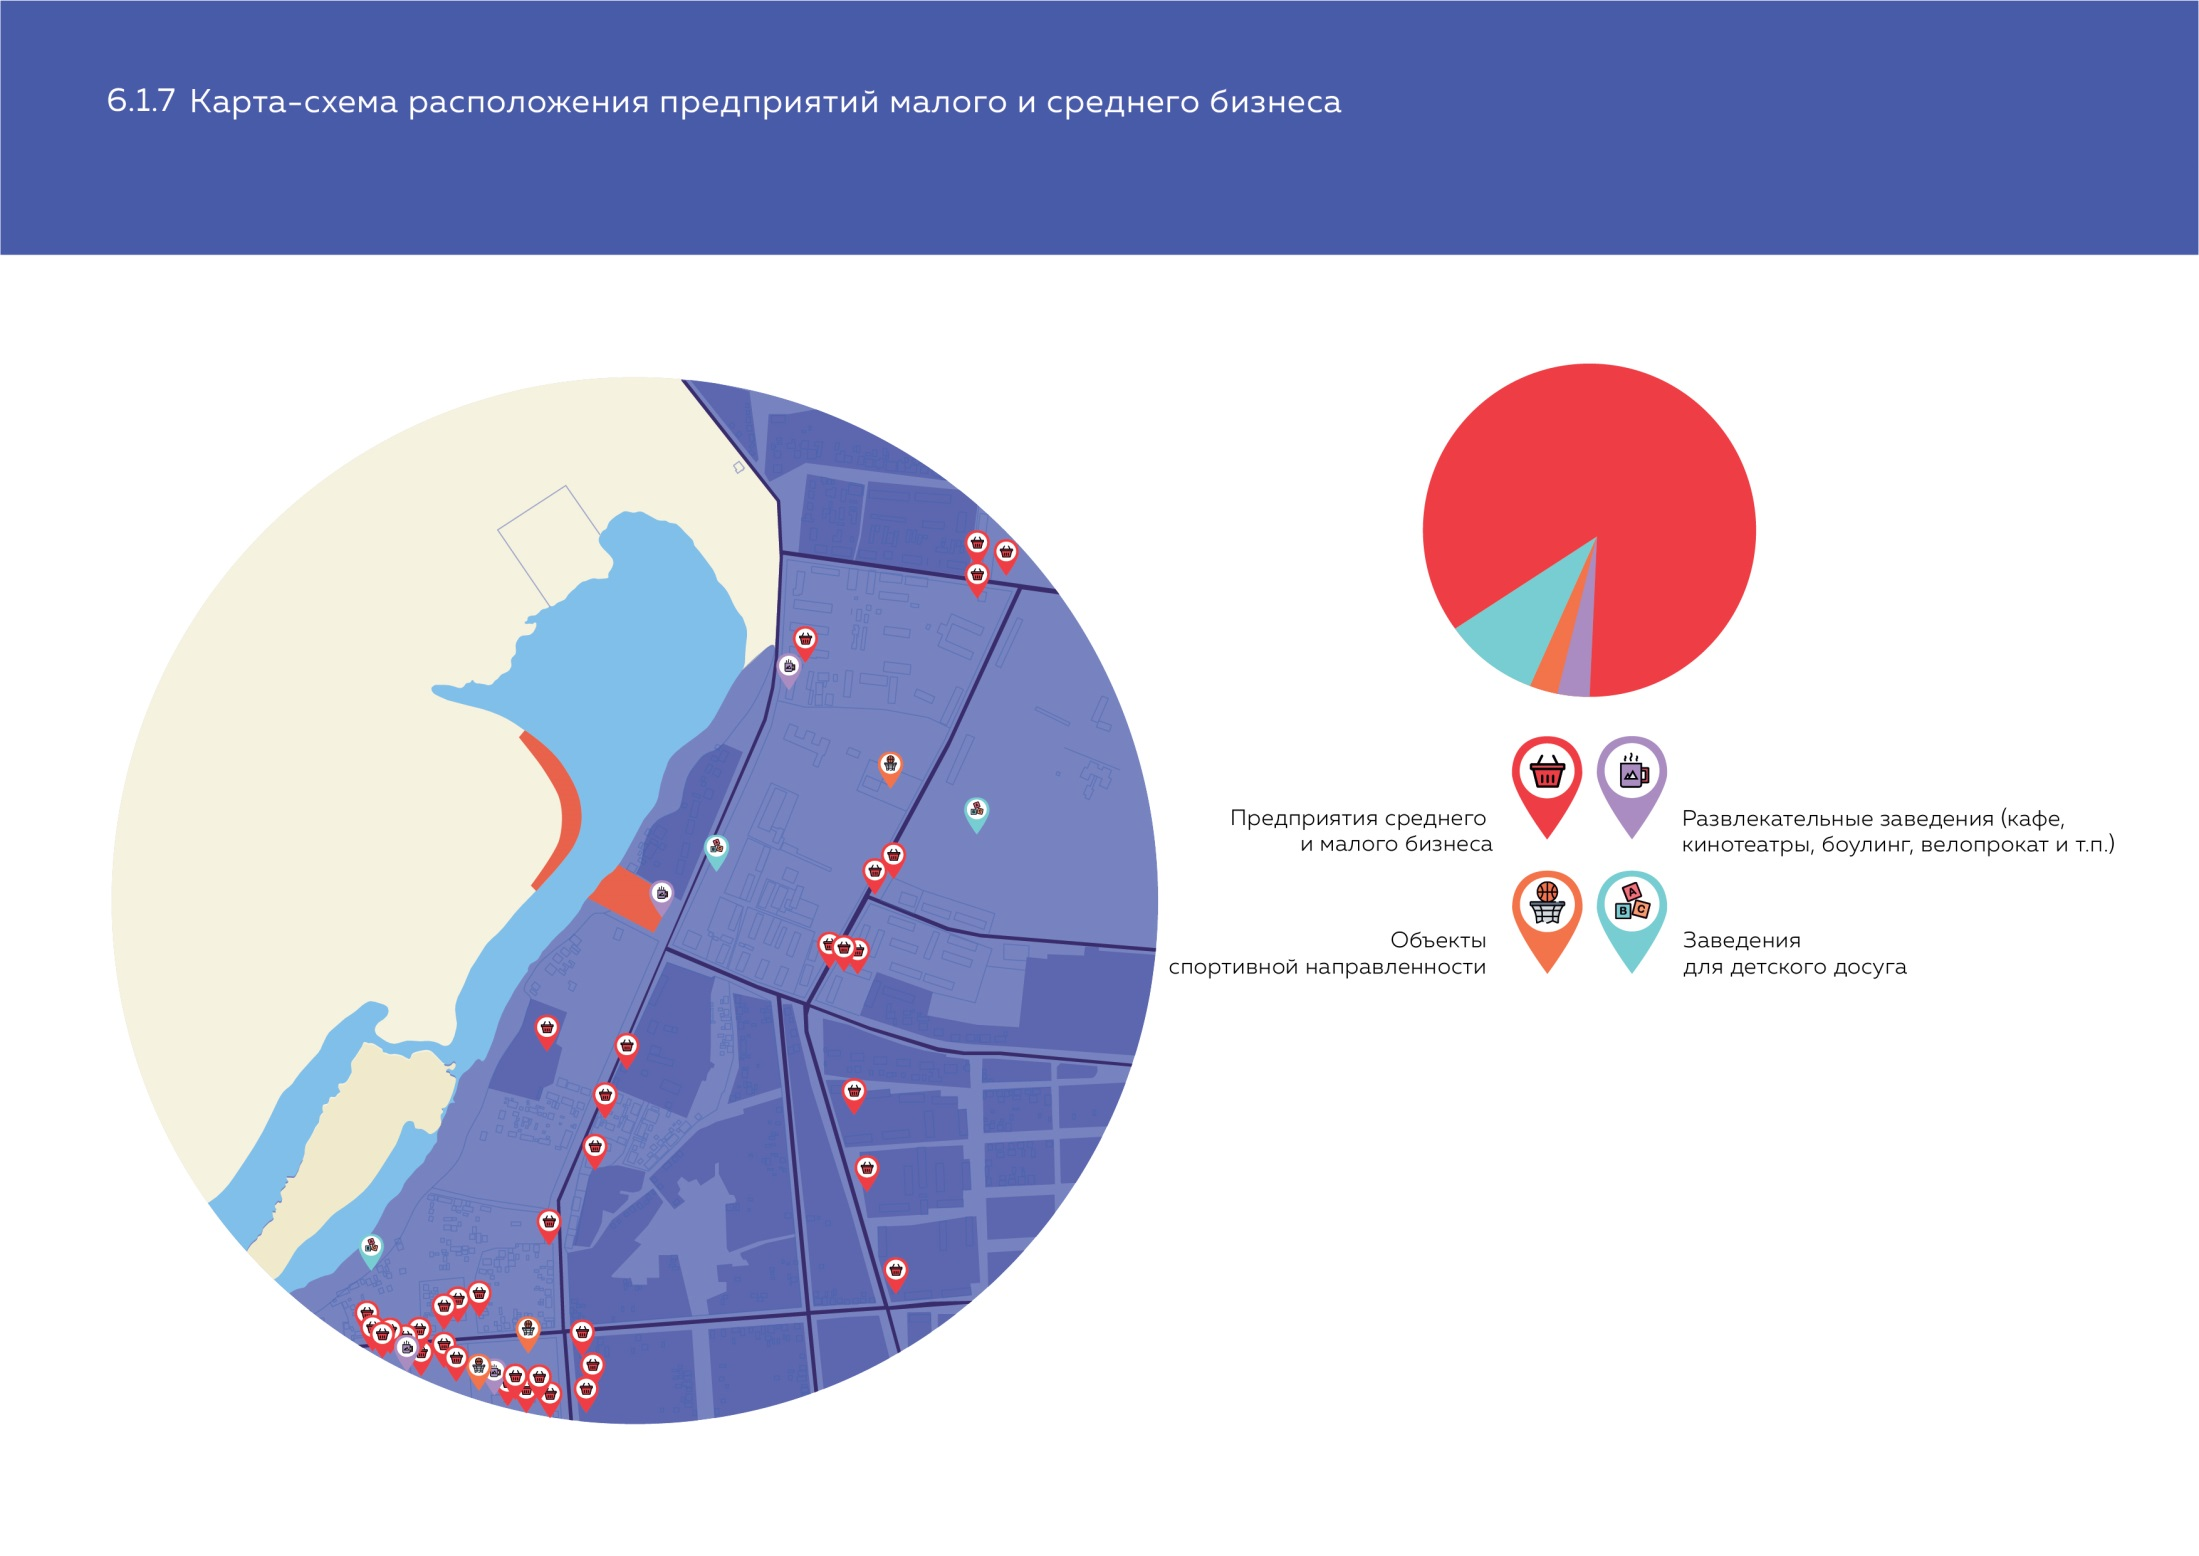 6.1.7 Карта-схема расположения предприятий малого и среднего бизнеса
Предприятия среднего
и малого бизнеса
Развлекательные заведения (кафе,
кинотеатры, боулинг, велопрокат и т.п.)
A
B C
Объекты
спортивной направленности
Заведения
для детского досуга